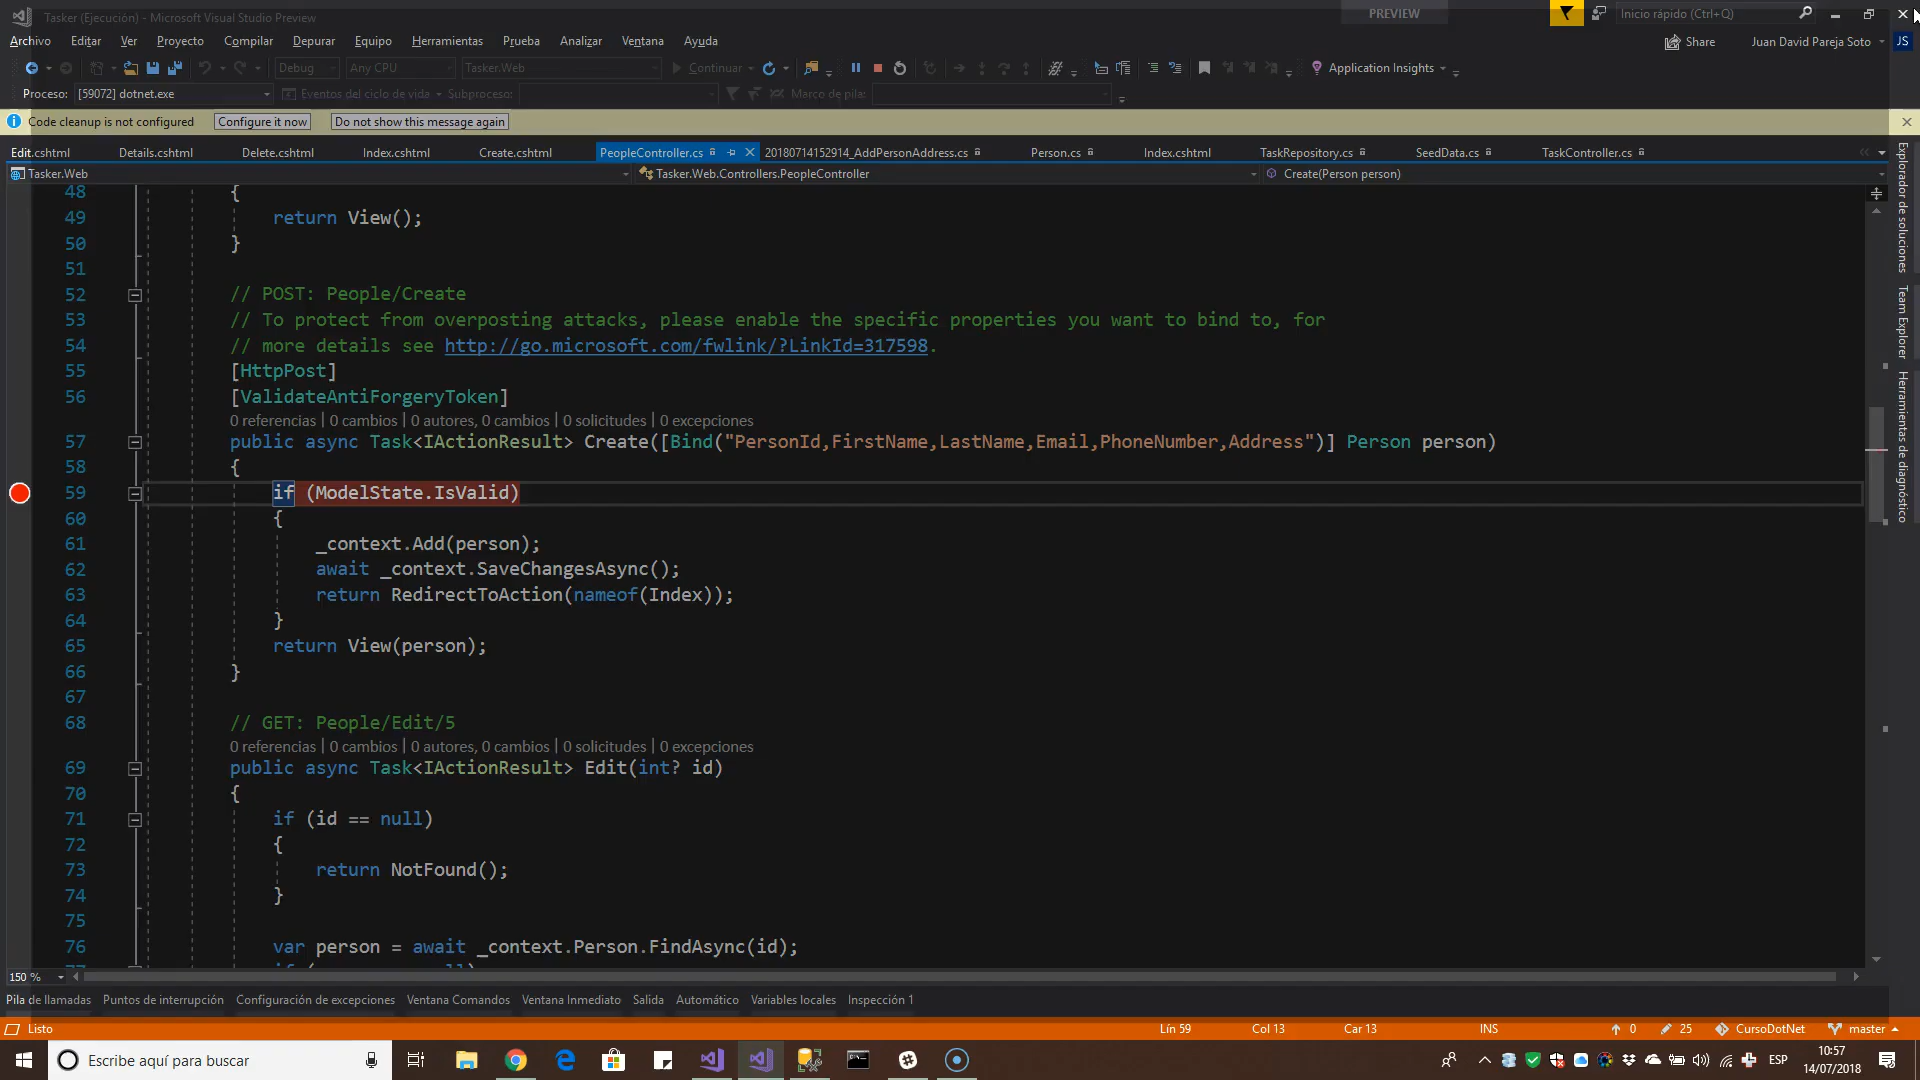 Tasker (Ejecución) - Microsoft Visual Studio Preview
PREVIEW
Inicio rápido (Ctrl+Q)
Archivo Editar Ver Proyecto Compilar Depurar Equipo Herramientas Prueba Analizar Ventana Ayuda
Share
Juan David Pareja Soto
JS
Debug Any CPU Tasker.Web Continuar Application Insights
Proceso: [59072] dotnet.exe Eventos del ciclo de vida Subproceso: Marco de pila:
Code cleanup is not configured Configure it now Do not show this message again
Edit.cshtml Details.cshtml Delete.cshtml Index.cshtml Create.cshtml PeopleController.cs 20180714152914_AddPersonAddress.cs Person.cs Index.cshtml TaskRepository.cs SeedData.cs TaskController.cs
Tasker.Web Tasker.Web.Controllers.PeopleController Create(Person person)
48 {
49 return View();
50 }
51
52 // POST: People/Create
53 // To protect from overposting attacks, please enable the specific properties you want to bind to, for
54 // more details see http://go.microsoft.com/fwlink/?LinkId=317598.
55 [HttpPost]
56 [ValidateAntiForgeryToken]
0 referencias | 0 cambios | 0 autores, 0 cambios | 0 solicitudes | 0 excepciones
57 public async Task<IActionResult> Create([Bind("PersonId,FirstName,LastName,Email,PhoneNumber,Address")] Person person)
58 {
59 if (ModelState.IsValid)
60 {
61 _context.Add(person);
62 await _context.SaveChangesAsync();
63 return RedirectToAction(nameof(Index));
64 }
65 return View(person);
66 }
67
68 // GET: People/Edit/5
0 referencias | 0 cambios | 0 autores, 0 cambios | 0 solicitudes | 0 excepciones
69 public async Task<IActionResult> Edit(int? id)
70 {
71 if (id == null)
72 {
73 return NotFound();
74 }
75
76 var person = await _context.Person.FindAsync(id);
Explorador de soluciones
Team Explorer
Herramientas de diagnóstico
150 %
Pila de llamadas Puntos de interrupción Configuración de excepciones Ventana Comandos Ventana Inmediato Salida Automático Variables locales Inspección 1
Listo Lín 59 Col 13 Car 13 INS 0 25 CursoDotNet master
Escribe aquí para buscar
ESP
10:57
14/07/2018